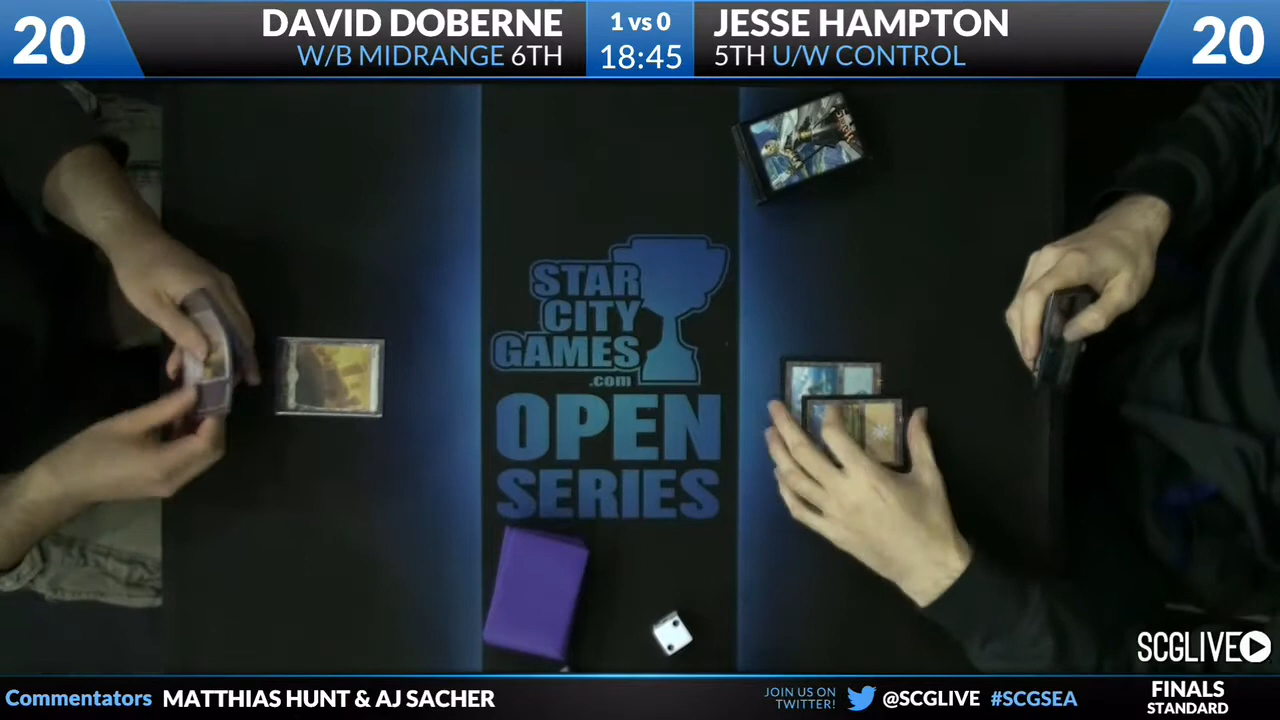 20
DAVID DOBERNE
W/B MIDRANGE 6TH
1 vs 0
18:45
JESSE HAMPTON
5TH U/W CONTROL
20
STAR
CITY
GAMES
.com
OPEN
SERIES
SCGLIVE
Commentators MATTHIAS HUNT & AJ SACHER
JOIN US ON
TWITTER!
@SCGLIVE #SCGSEA
FINALS
STANDARD